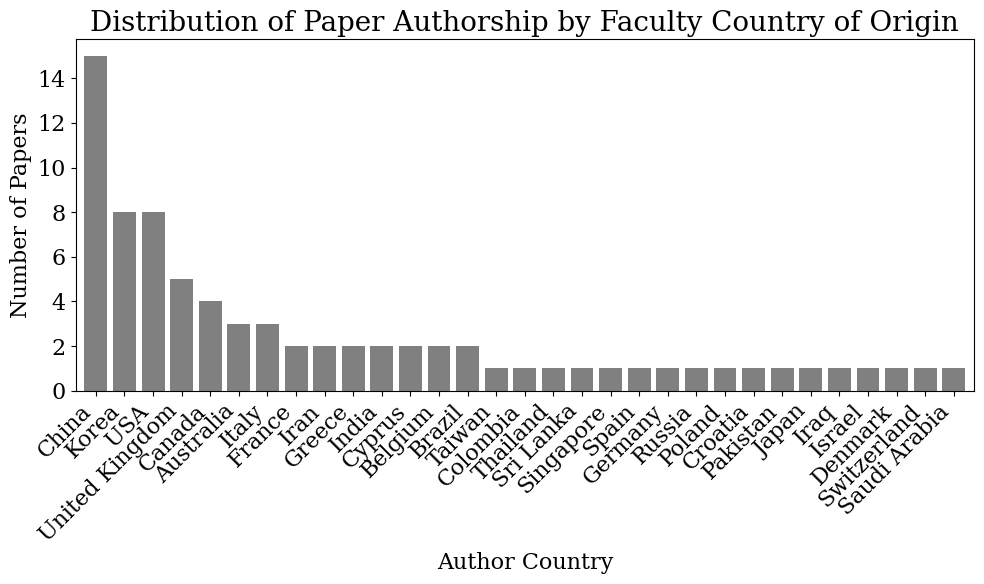 Distribution of Paper Authorship by Faculty Country of Origin
Number of Papers
14
12
10
8
6
4
2
0
China
Korea
USA
United Kingdom
Canada
Australia
Italy
France
Iran
Greece
India
Cyprus
Belgium
Brazil
Taiwan
Colombia
Thailand
Sri Lanka
Singapore
Spain
Germany
Russia
Poland
Croatia
Pakistan
Japan
Iraq
Israel
Denmark
Switzerland
Saudi Arabia
Author Country